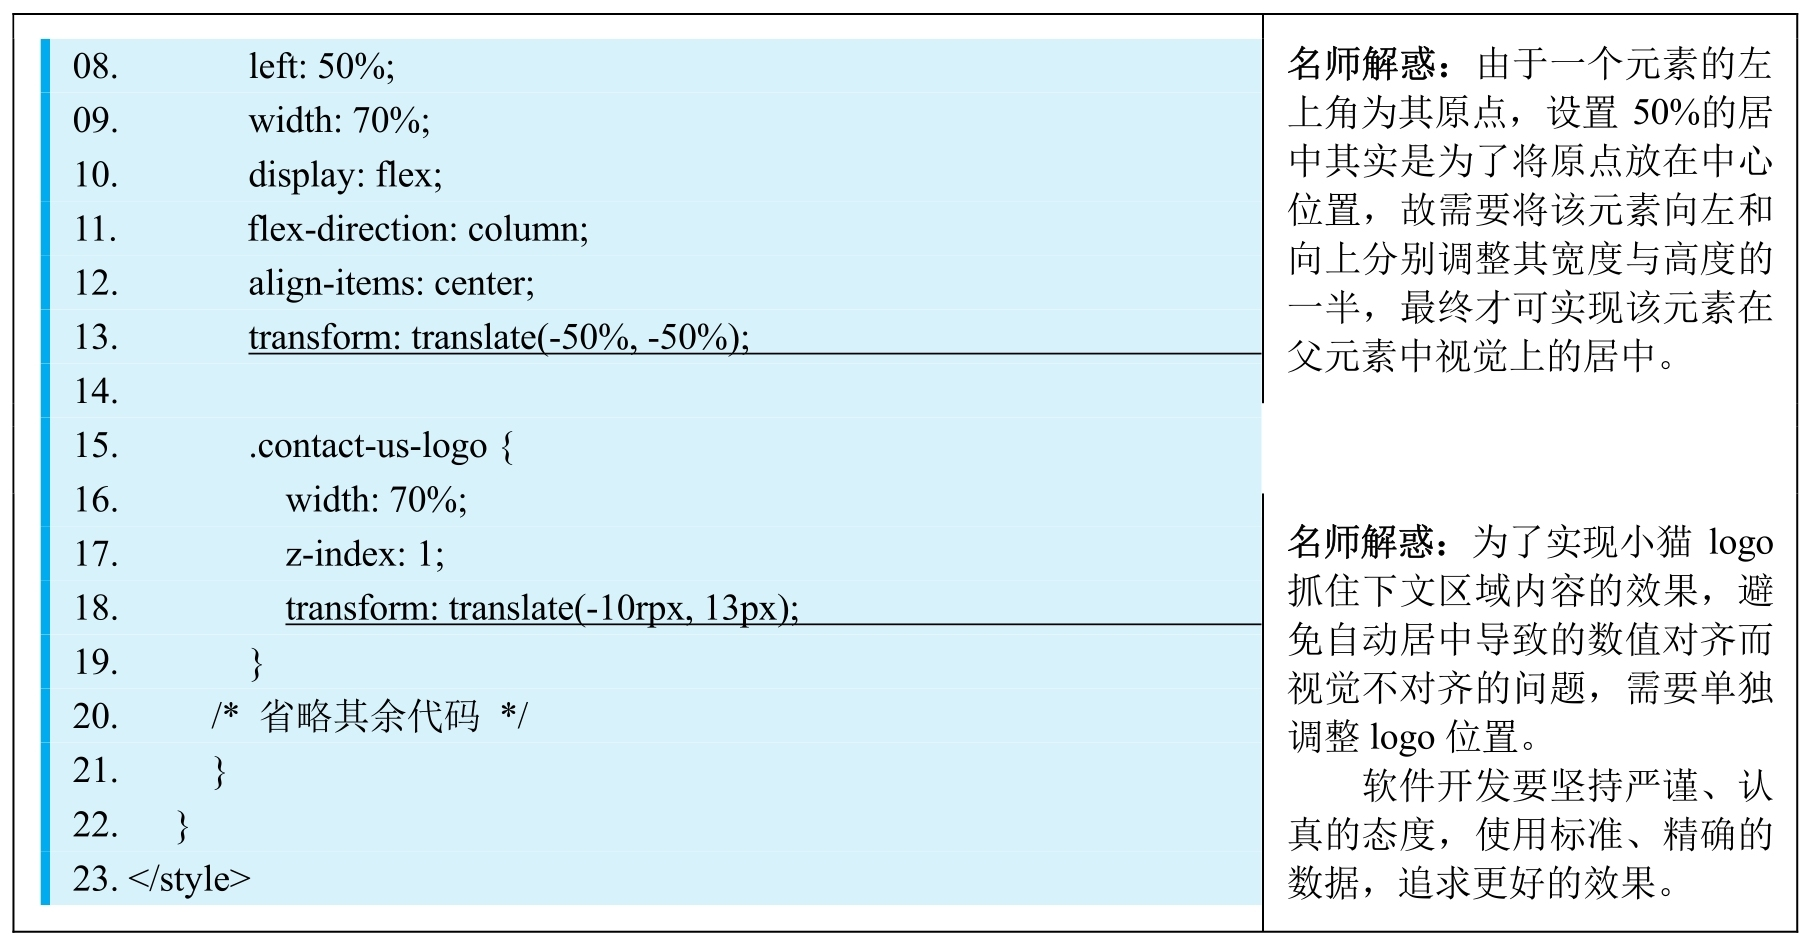 08. left: 50%;
09. width: 70%;
10. display: flex;
11. flex-direction: column;
12. align-items: center;
13. transform: translate(-50%, -50%);
14.
15. .contact-us-logo {
16. width: 70%;
17. z-index: 1;
18. transform: translate(-10rpx, 13px);
19. }
20. /* 省略其余代码 */
21. }
22. }
23. </style>
名师解惑：由于一个元素的左
上角为其原点，设置 50%的居
中其实是为了将原点放在中心
位置，故需要将该元素向左和
向上分别调整其宽度与高度的
一半，最终才可实现该元素在
父元素中视觉上的居中。
名师解惑：为了实现小猫 logo
抓住下文区域内容的效果，避
免自动居中导致的数值对齐而
视觉不对齐的问题，需要单独
调整 logo 位置。
软件开发要坚持严谨、认
真的态度，使用标准、精确的
数据，追求更好的效果。